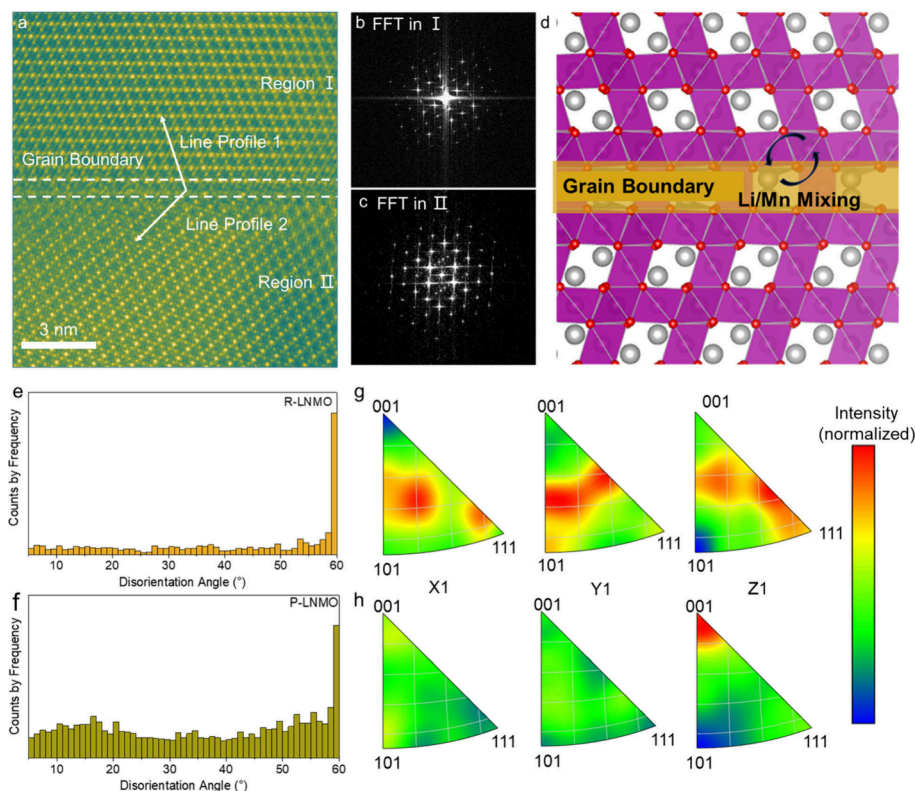 a
Region Ⅰ
Line Profile 1
Grain Boundary
Line Profile 2
Region Ⅱ
3 nm
b FFT in Ⅰ
c FFT in Ⅱ
d
Grain Boundary
Li/Mn Mixing
e
R-LNMO
Counts by Frequency
10 20 30 40 50 60
Disorientation Angle (°)
f
P-LNMO
Counts by Frequency
10 20 30 40 50 60
Disorientation Angle (°)
g
001
101
111
001
101
111
001
101
111
X1
Y1
Z1
h
001
101
111
001
101
111
001
101
111
Intensity
(normalized)